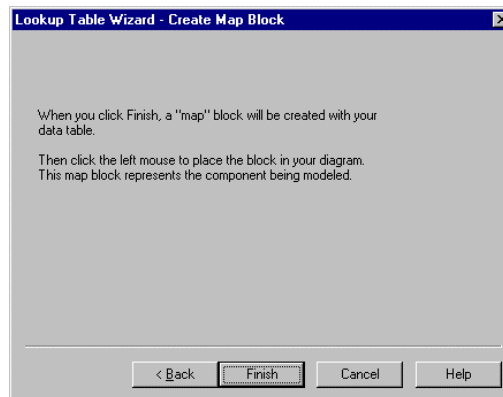 Lookup Table Wizard - Create Map Block
When you click Finish, a "map" block will be created with your
data table.
Then click the left mouse to place the block in your diagram.
This map block represents the component being modeled.
< Back
Finish
Cancel
Help